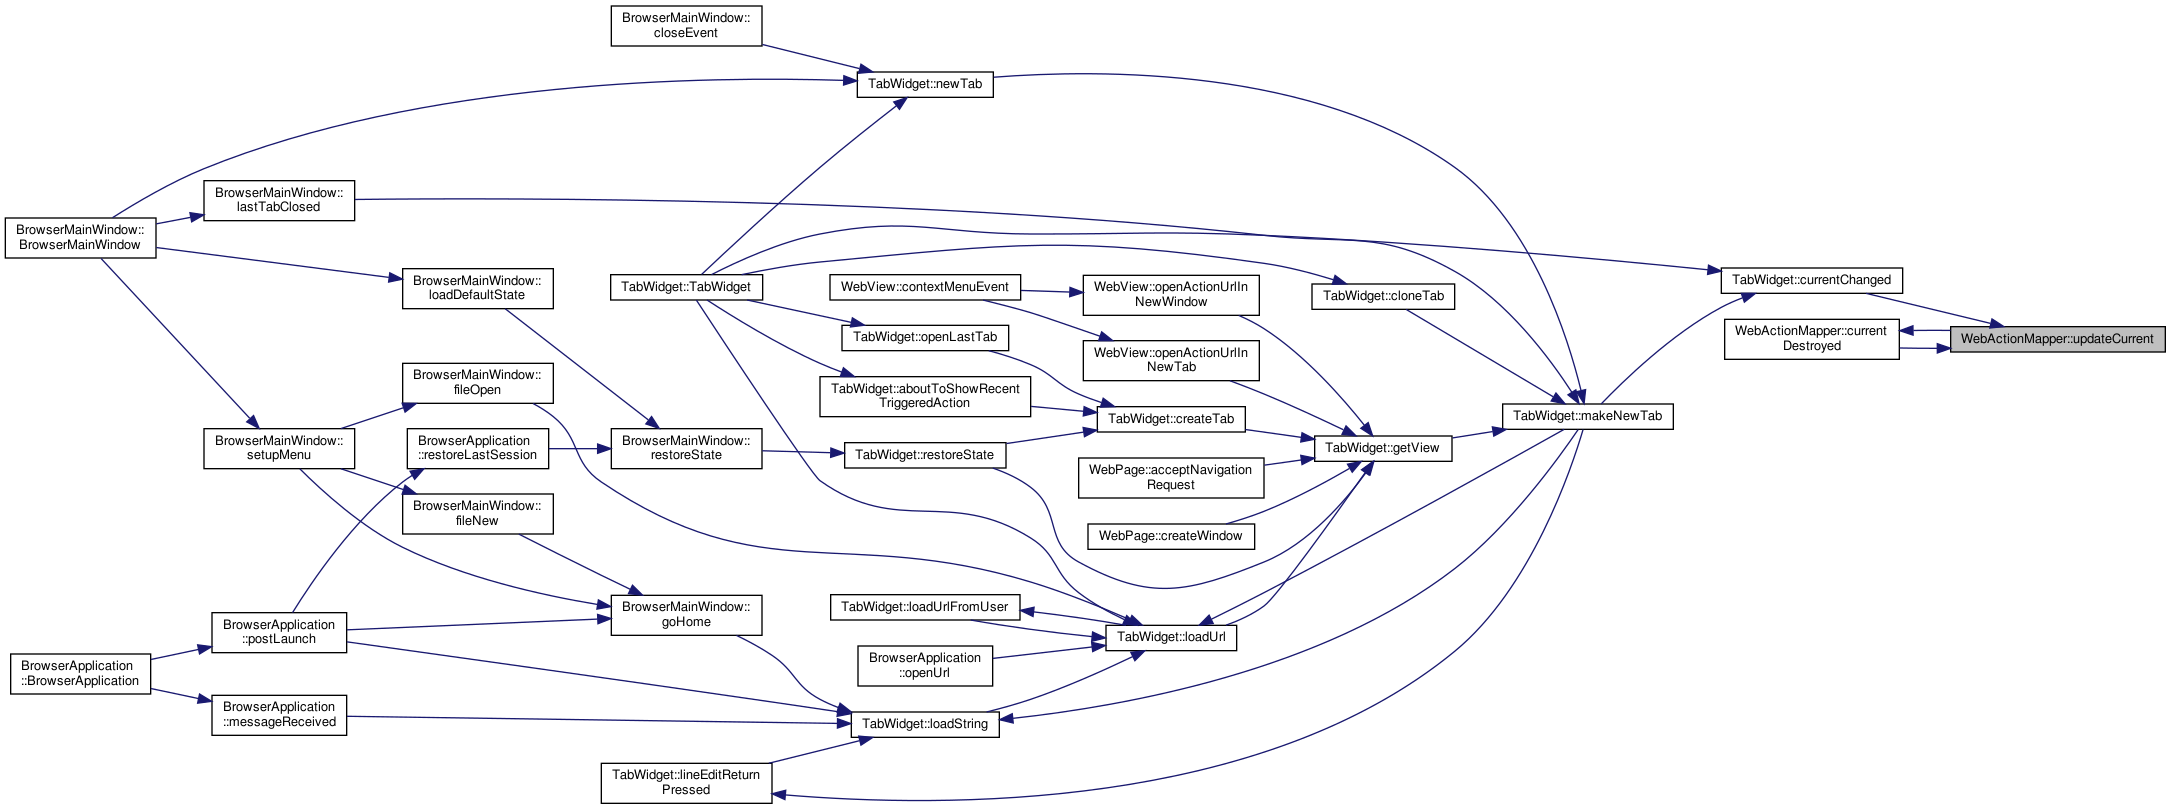 BrowserMainWindow::
closeEvent
TabWidget::newTab
BrowserMainWindow::
lastTabClosed
BrowserMainWindow::
BrowserMainWindow
BrowserMainWindow::
loadDefaultState
TabWidget::TabWidget
WebView::contextMenuEvent
WebView::openActionUrlIn
NewWindow
TabWidget::cloneTab
TabWidget::currentChanged
TabWidget::openLastTab
WebView::openActionUrlIn
NewTab
WebActionMapper::current
Destroyed
WebActionMapper::updateCurrent
BrowserMainWindow::
fileOpen
TabWidget::aboutToShowRecent
TriggeredAction
TabWidget::createTab
TabWidget::makeNewTab
BrowserMainWindow::
setupMenu
BrowserApplication
::restoreLastSession
BrowserMainWindow::
restoreState
TabWidget::restoreState
TabWidget::getView
WebPage::acceptNavigation
Request
BrowserMainWindow::
fileNew
WebPage::createWindow
BrowserApplication
::postLaunch
BrowserMainWindow::
goHome
TabWidget::loadUrlFromUser
TabWidget::loadUrl
BrowserApplication
::BrowserApplication
BrowserApplication
::openUrl
BrowserApplication
::messageReceived
TabWidget::loadString
TabWidget::lineEditReturn
Pressed